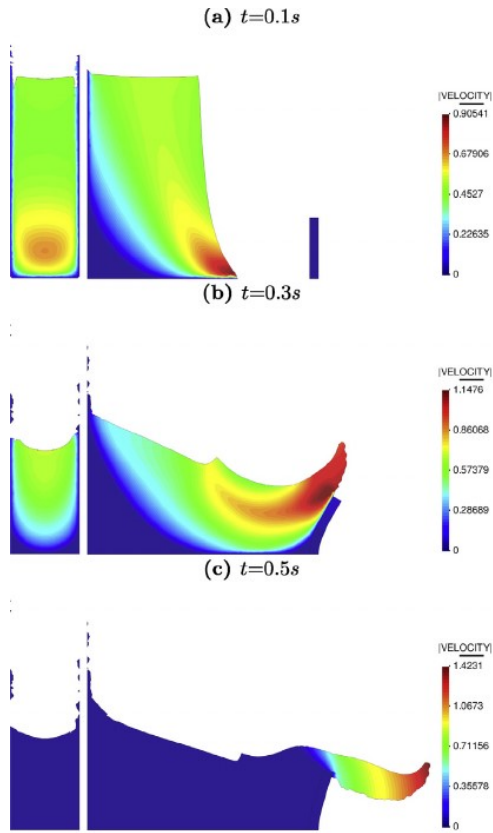 (a) t=0.1s
|VELOCITY|
0.90541
0.67906
0.4527
0.22635
0
(b) t=0.3s
|VELOCITY|
1.1476
0.86068
0.57379
0.28689
0
(c) t=0.5s
|VELOCITY|
1.4231
1.0673
0.71156
0.35578
0